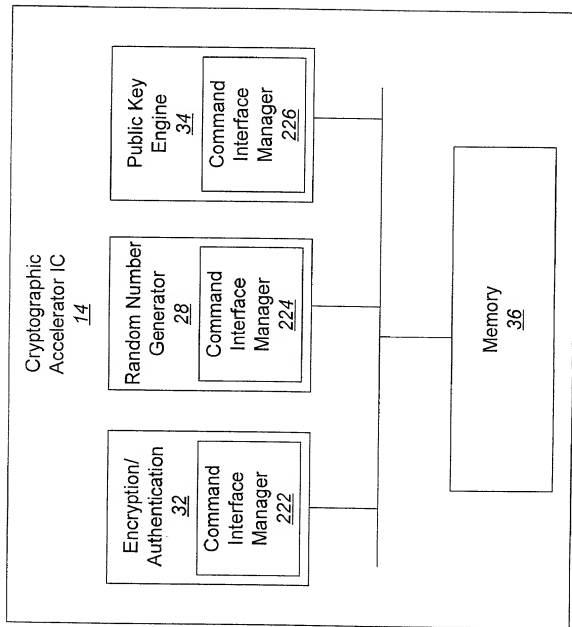 Cryptographic
Accelerator IC
14
Encryption/
Authentication
32
Command
Interface
Manager
222
Random Number
Generator
28
Command
Interface
Manager
224
Public Key
Engine
34
Command
Interface
Manager
226
Memory
36